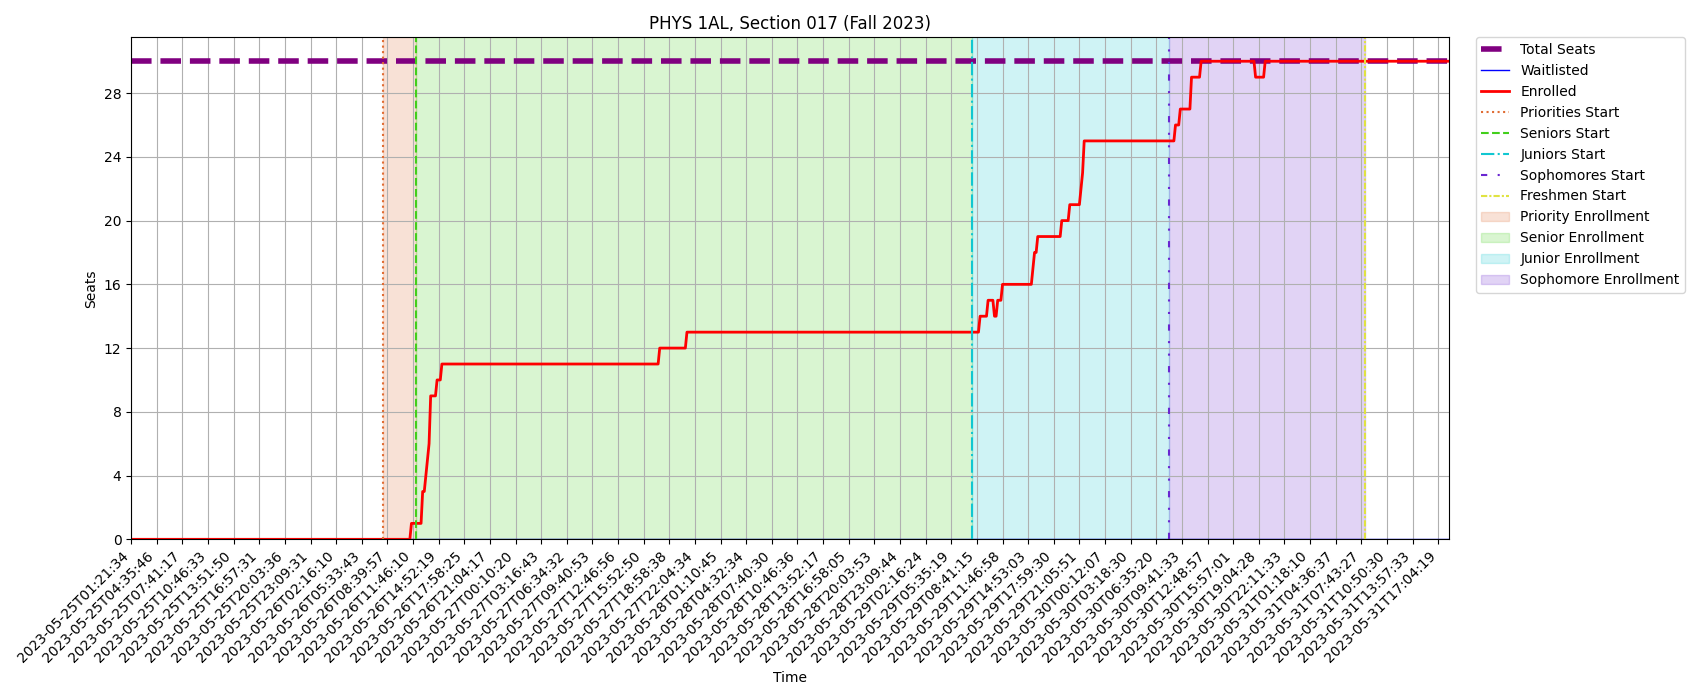 PHYS 1AL, Section 017 (Fall 2023)
Seats
28
24
20
16
12
8
4
0
2023-05-25T01:21:34
2023-05-25T04:35:46
2023-05-25T07:41:17
2023-05-25T10:46:33
2023-05-25T13:51:50
2023-05-25T16:57:31
2023-05-25T20:03:36
2023-05-25T23:09:31
2023-05-26T02:16:10
2023-05-26T05:33:43
2023-05-26T08:39:57
2023-05-26T11:46:10
2023-05-26T14:52:19
2023-05-26T17:58:25
2023-05-26T21:04:17
2023-05-27T00:10:20
2023-05-27T03:16:43
2023-05-27T06:34:32
2023-05-27T09:40:53
2023-05-27T12:46:56
2023-05-27T15:52:50
2023-05-27T18:58:38
2023-05-27T22:04:34
2023-05-28T01:10:45
2023-05-28T04:32:34
2023-05-28T07:40:30
2023-05-28T10:46:36
2023-05-28T13:52:17
2023-05-28T16:58:05
2023-05-28T20:03:53
2023-05-28T23:09:44
2023-05-29T02:16:24
2023-05-29T05:35:19
2023-05-29T08:41:15
2023-05-29T11:46:58
2023-05-29T14:53:03
2023-05-29T17:59:30
2023-05-29T21:05:51
2023-05-30T00:12:07
2023-05-30T03:18:30
2023-05-30T06:35:20
2023-05-30T09:41:33
2023-05-30T12:48:57
2023-05-30T15:57:01
2023-05-30T19:04:28
2023-05-30T22:11:33
2023-05-31T01:18:10
2023-05-31T04:36:37
2023-05-31T07:43:27
2023-05-31T10:50:30
2023-05-31T13:57:33
2023-05-31T17:04:19
Time
Total Seats
Waitlisted
Enrolled
Priorities Start
Seniors Start
Juniors Start
Sophomores Start
Freshmen Start
Priority Enrollment
Senior Enrollment
Junior Enrollment
Sophomore Enrollment